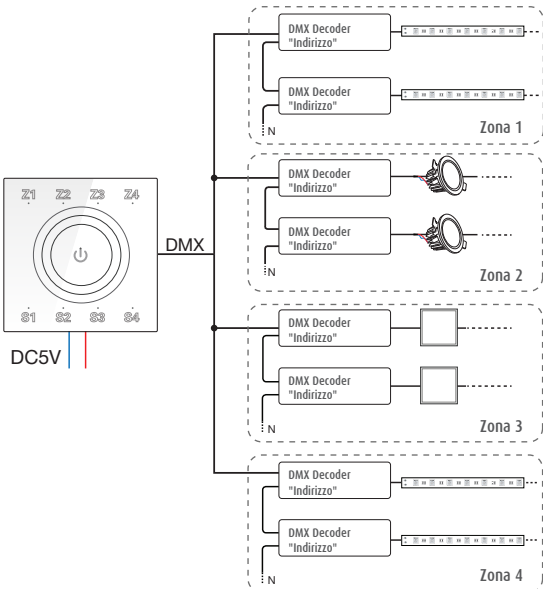 DMX Decoder
"Indirizzo"
DMX Decoder
"Indirizzo"
N
Zona 1
DMX Decoder
"Indirizzo"
DMX Decoder
"Indirizzo"
N
Zona 2
Z1 Z2 Z3 Z4
S1 S2 S3 S4
DMX
DC5V
DMX Decoder
"Indirizzo"
DMX Decoder
"Indirizzo"
N
Zona 3
DMX Decoder
"Indirizzo"
DMX Decoder
"Indirizzo"
N
Zona 4